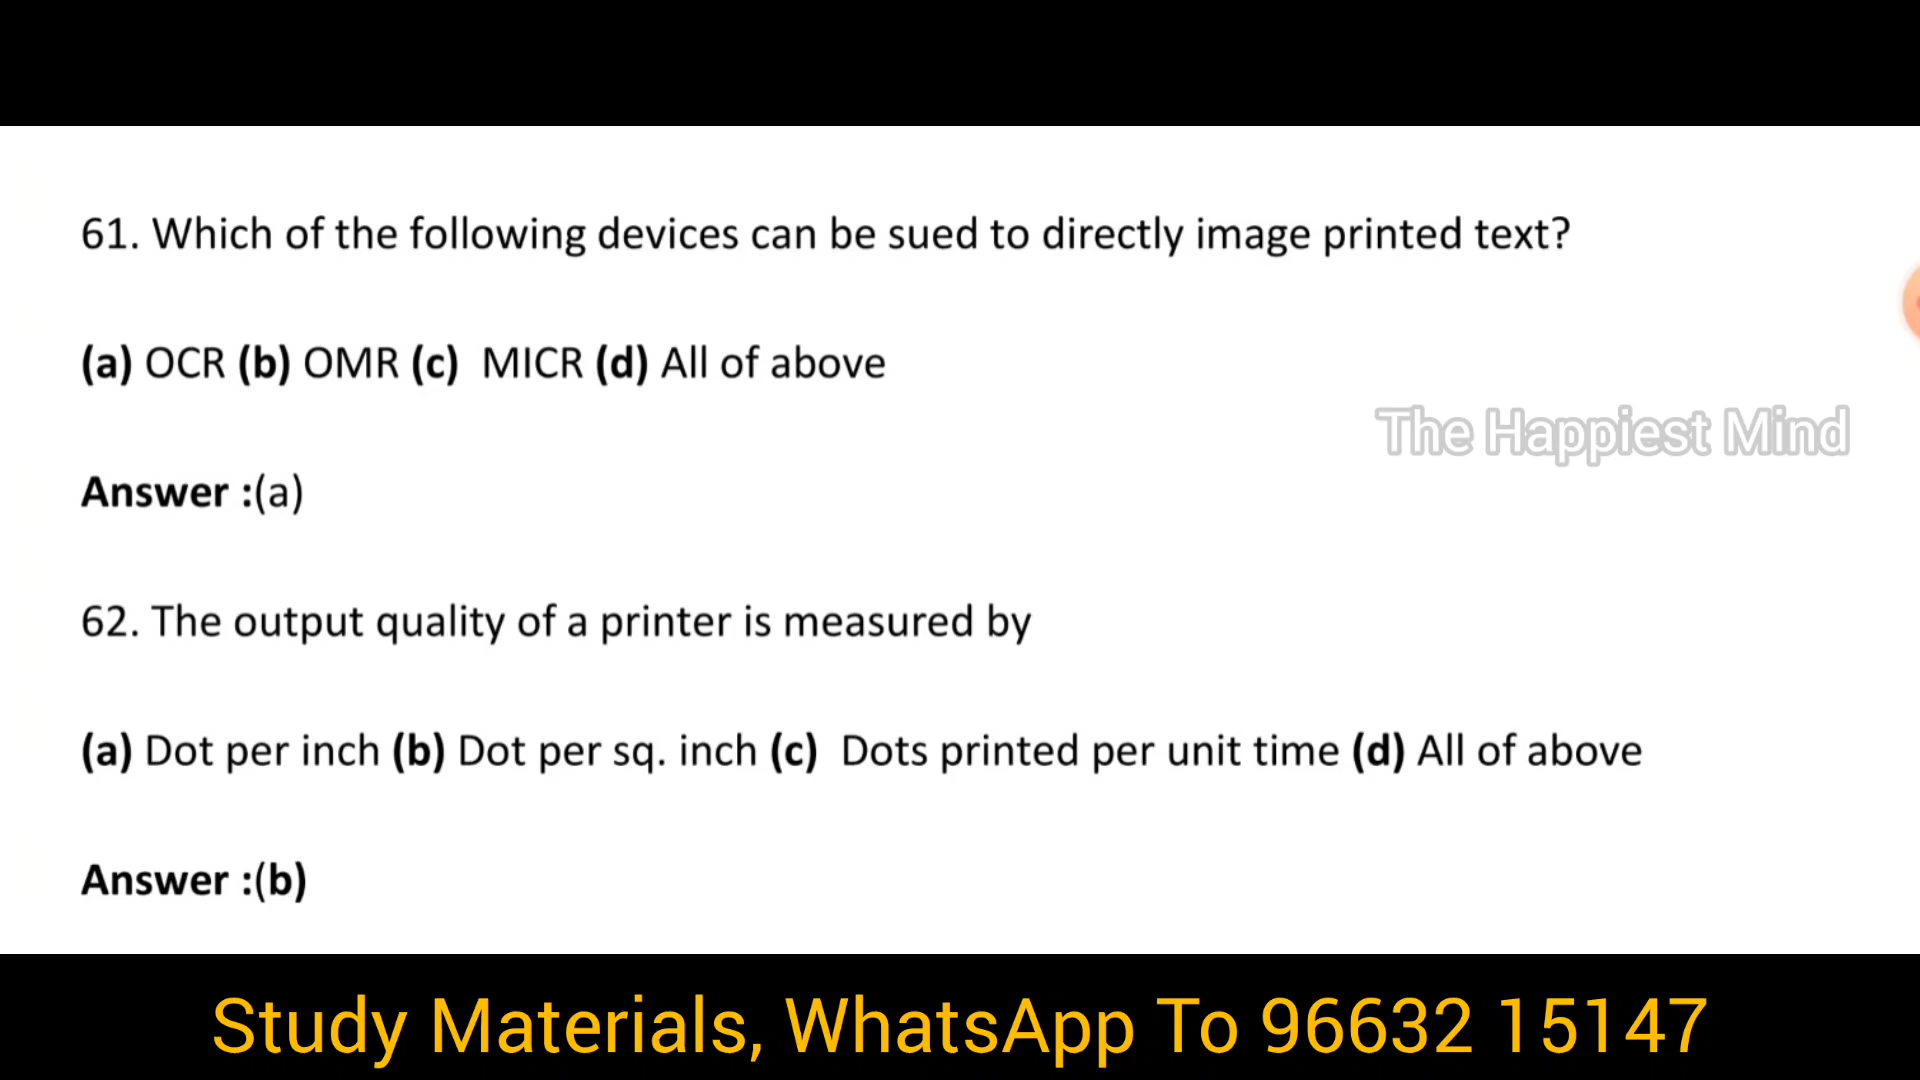 61. Which of the following devices can be sued to directly image printed text?
(a) OCR (b) OMR (c) MICR (d) All of above
The Happiest Mind
Answer :(a)
62. The output quality of a printer is measured by
(a) Dot per inch (b) Dot per sq. inch (c) Dots printed per unit time (d) All of above
Answer :(b)
Study Materials, WhatsApp To 96632 15147